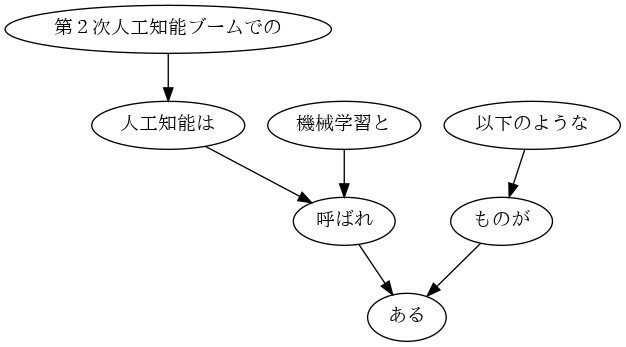 第２次人工知能ブームでの
人工知能は
機械学習と
以下のような
呼ばれ
ものが
ある